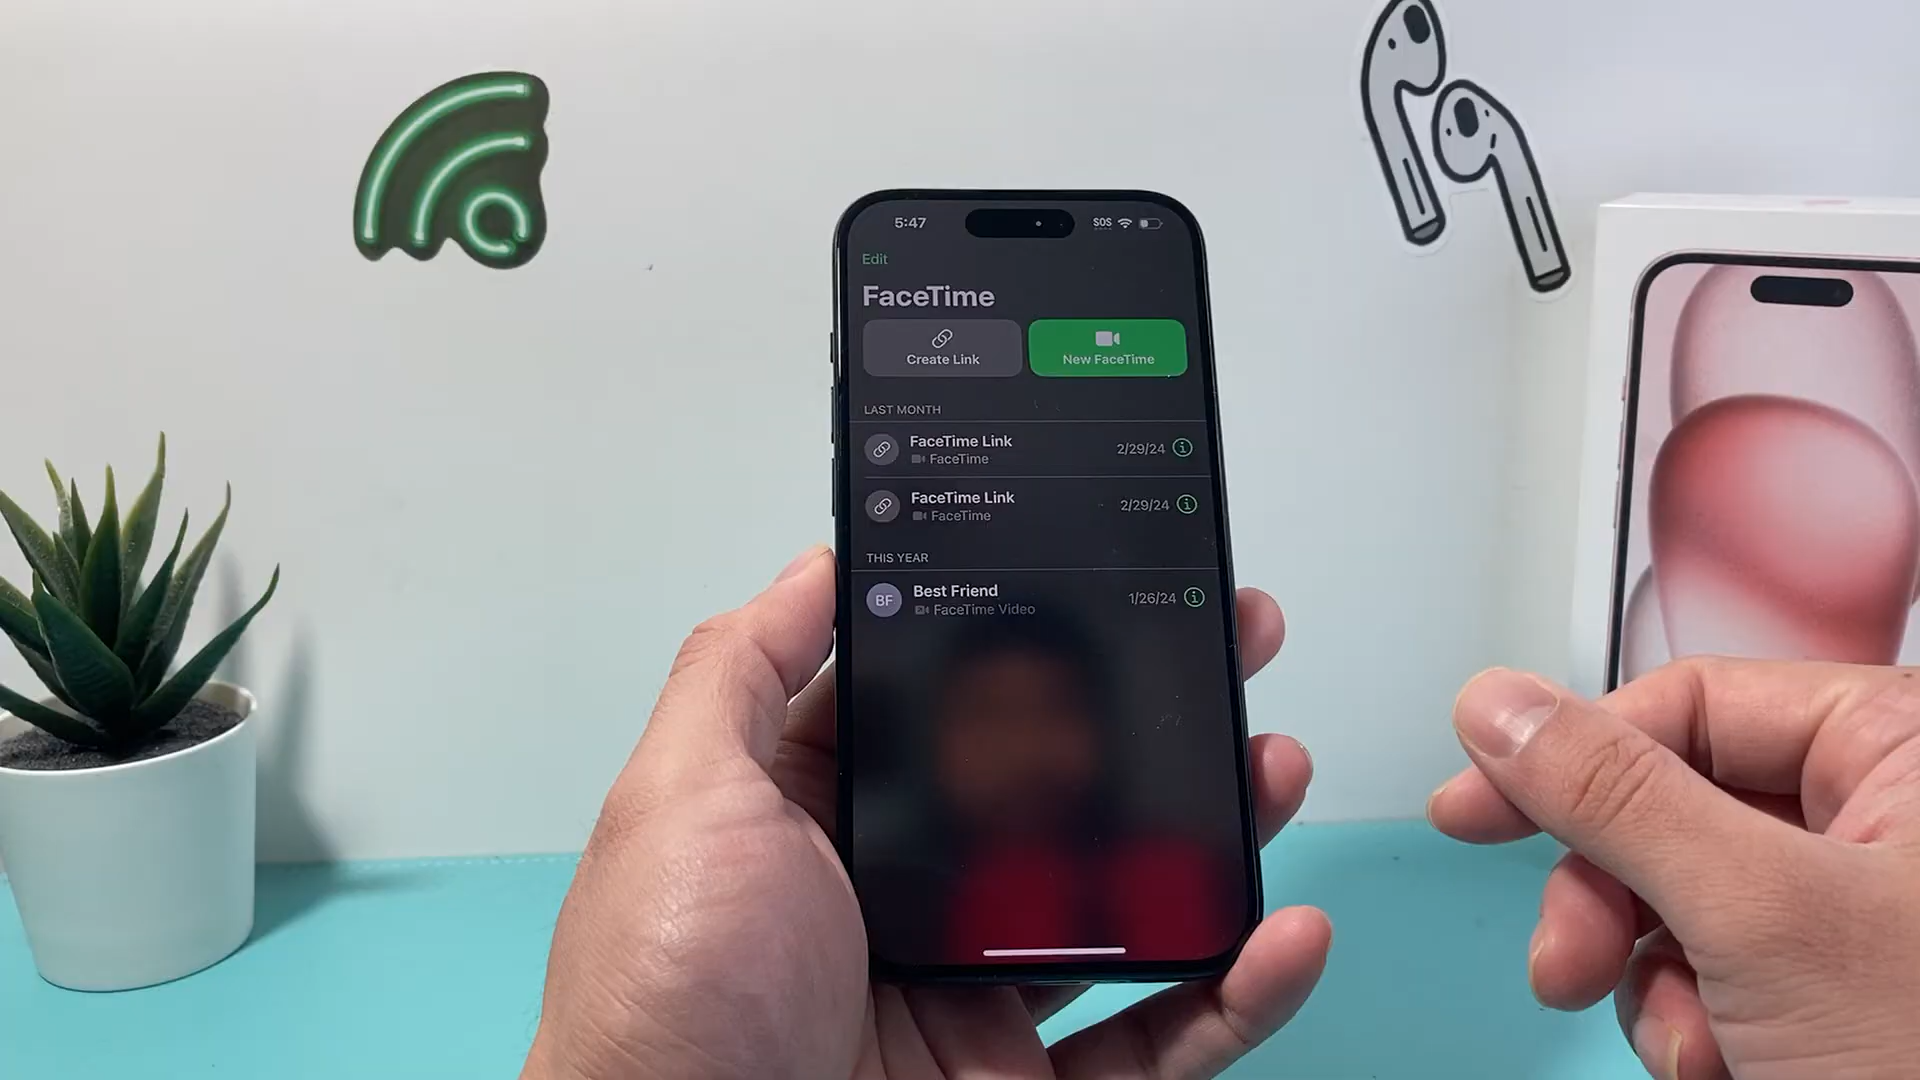 5:47 SOS
Edit
FaceTime
Create Link
New FaceTime
LAST MONTH
FaceTime Link 2/29/24
FaceTime
FaceTime Link 2/29/24
FaceTime
THIS YEAR
BF Best Friend 1/26/24
FaceTime Video